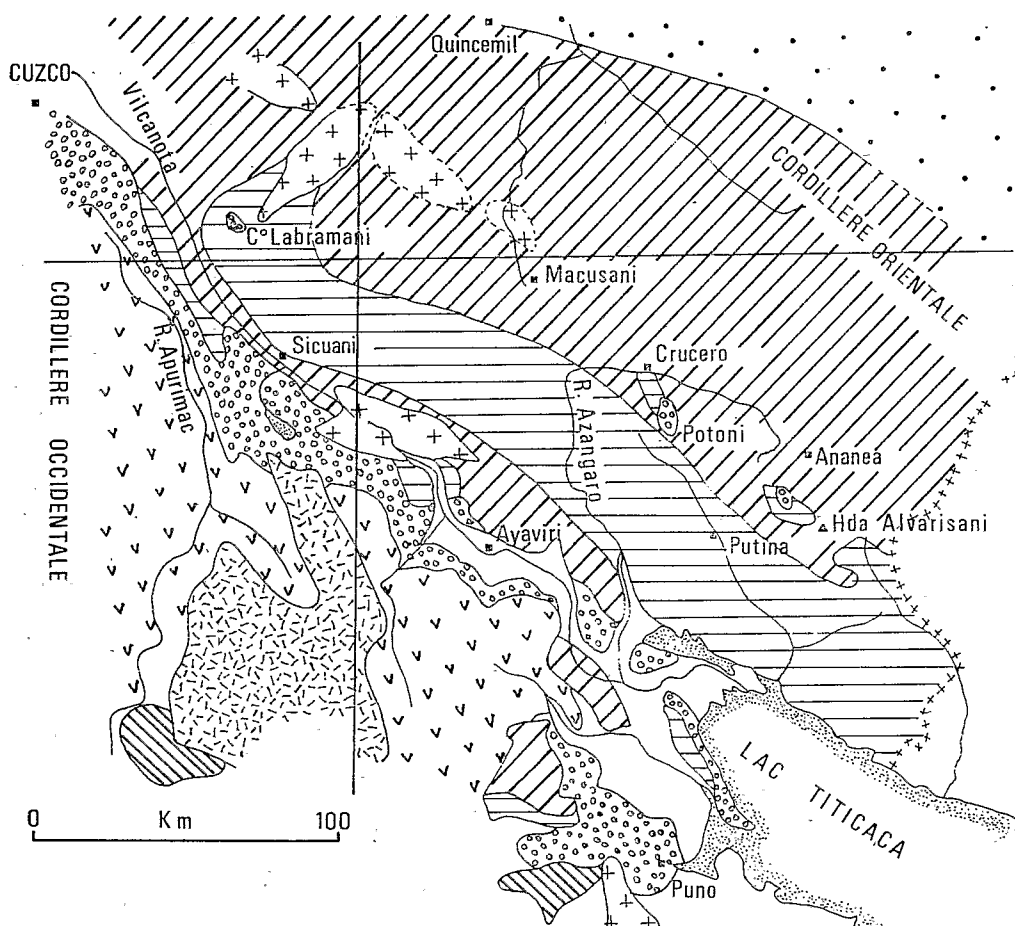 Quincemil
CUZCO
Vilcanota
CORDILLERE ORIENTALE
C° Labramani
Macusani
CORDILLERE OCCIDENTALE
R. Apurimac
Sicuani
Crucero
R. Azangaro
Potoni
Ananea
Hda Alvarisani
Putina
Ayaviri
LAC TITICACA
0 Km 100
Puno